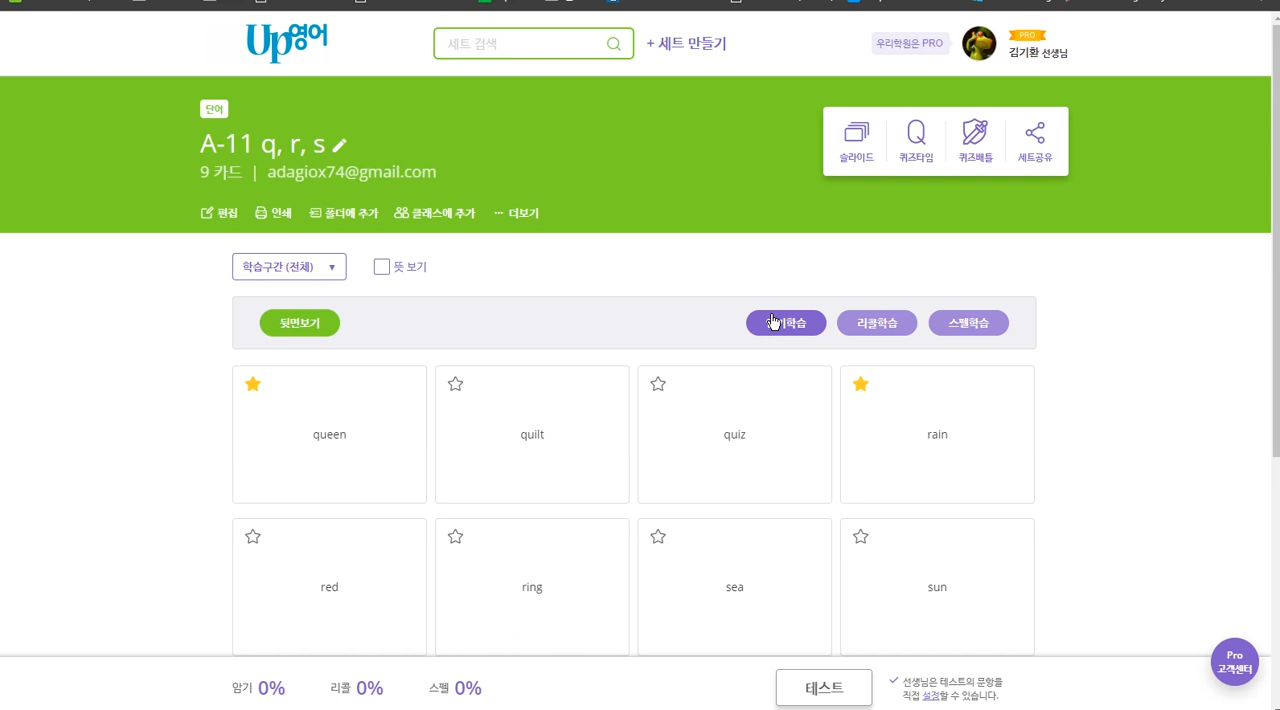 Up영어
세트 검색
+ 세트 만들기
우리학원은 PRO
PRO
김기환 선생님
단어
A-11 q, r, s
9 카드 | adagiox74@gmail.com
슬라이드
퀴즈타임
퀴즈배틀
세트공유
편집
인쇄
폴더에 추가
클래스에 추가
··· 더보기
학습구간 (전체) ▼
뜻 보기
뒷면보기
리콜학습
스펠학습
queen
quilt
quiz
rain
red
ring
sea
sun
암기 0%
리콜 0%
스펠 0%
테스트
선생님은 테스트의 문항을
직접 설정할 수 있습니다.
Pro
고객센터